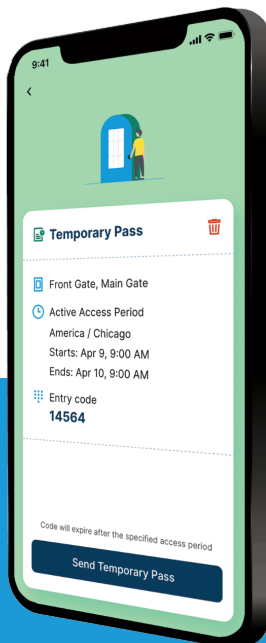 9:41
Temporary Pass
Front Gate, Main Gate
Active Access Period
America / Chicago
Starts: Apr 9, 9:00 AM
Ends: Apr 10, 9:00 AM
Entry code
14564
Code will expire after the specified access period
Send Temporary Pass